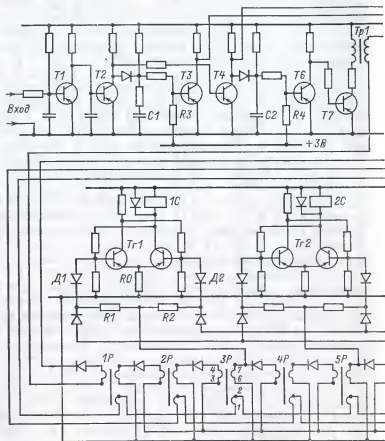 Тр1
Т1 Т2 Т3 Т4 Т6 Т7
Вход
С1 R3 С2 R4
+3В
1С 2С
Тг1 Тг2
Д1 R0 Д2
R1 R2
1Р 2Р 3Р 4Р 5Р
4 7
3 6
2
1